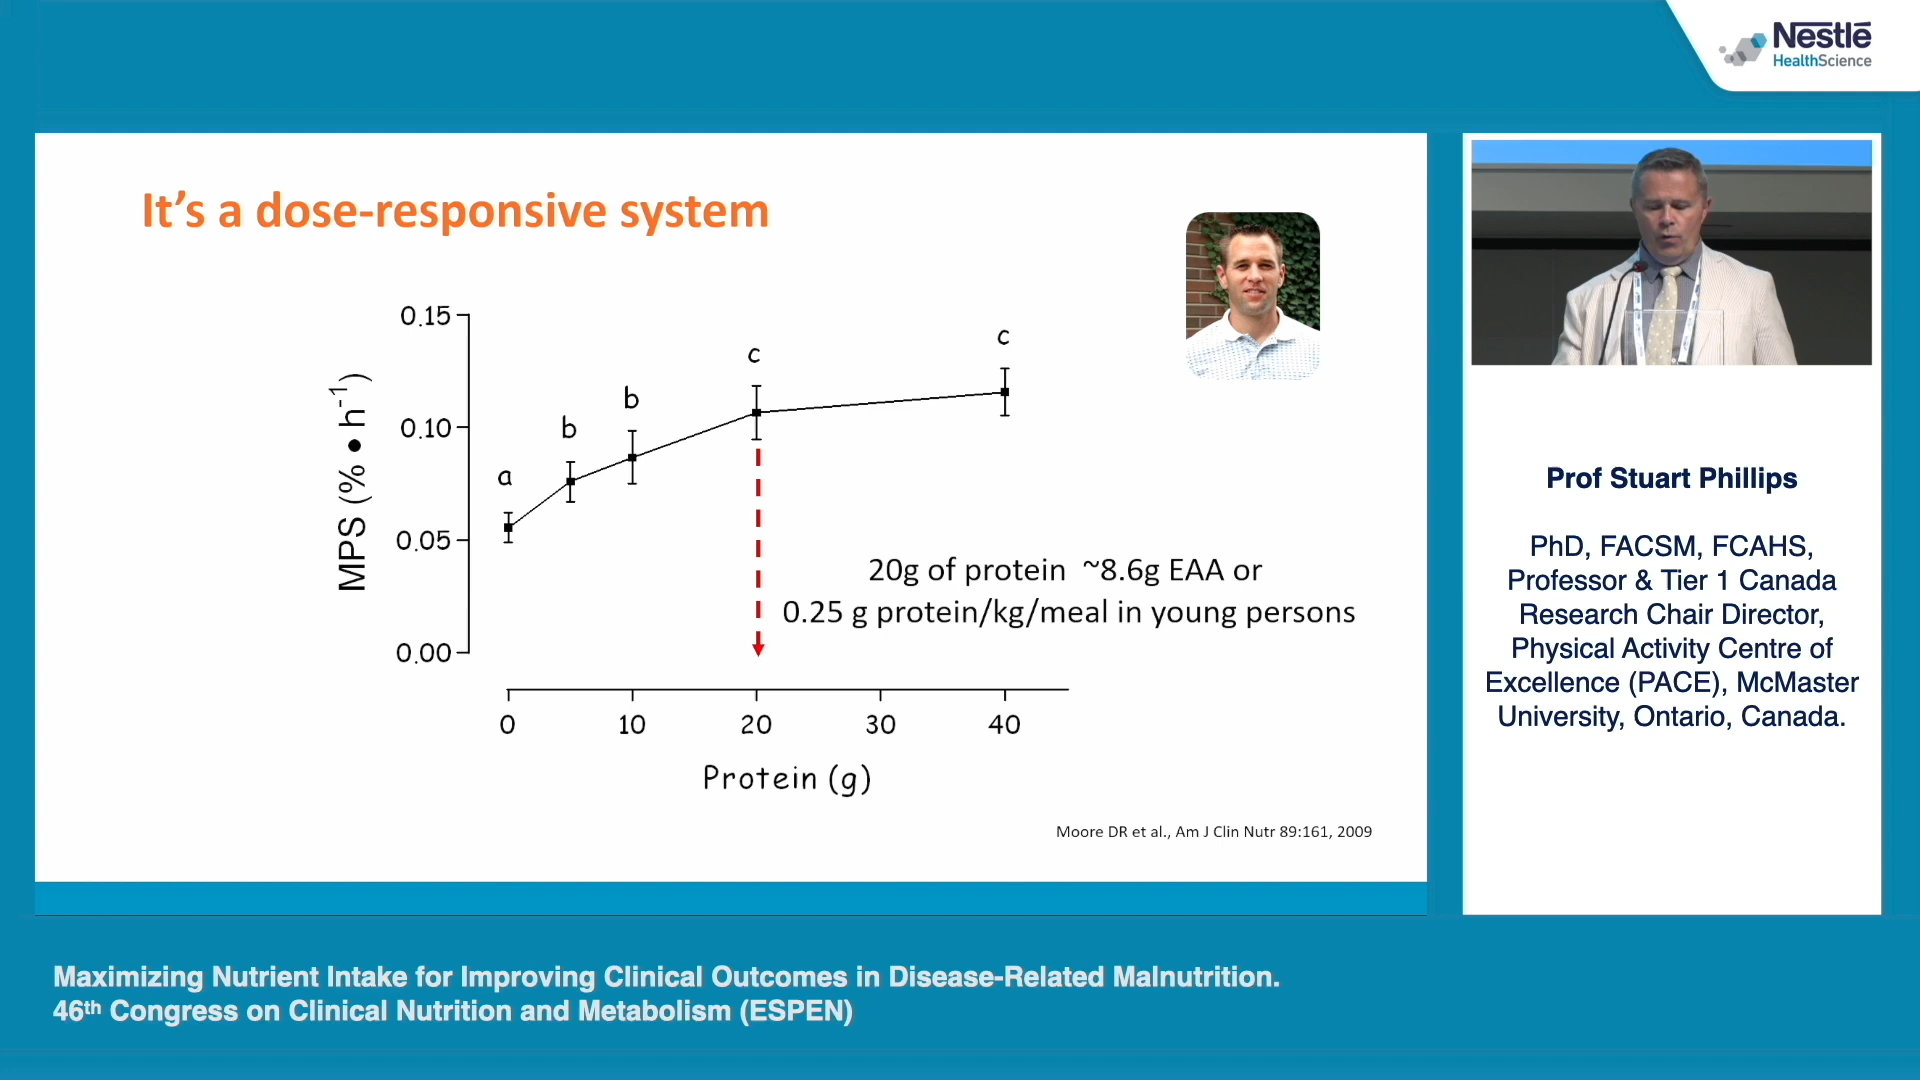 Nestlé
HealthScience
It's a dose-responsive system
0.15
0.10
0.05
0.00
MPS (% • h⁻¹)
a
b
b
c
c
20g of protein ~8.6g EAA or
0.25 g protein/kg/meal in young persons
0
10
20
30
40
Protein (g)
Moore DR et al., Am J Clin Nutr 89:161, 2009
Prof Stuart Phillips
PhD, FACSM, FCAHS,
Professor & Tier 1 Canada
Research Chair Director,
Physical Activity Centre of
Excellence (PACE), McMaster
University, Ontario, Canada.
Maximizing Nutrient Intake for Improving Clinical Outcomes in Disease-Related Malnutrition.
46th Congress on Clinical Nutrition and Metabolism (ESPEN)